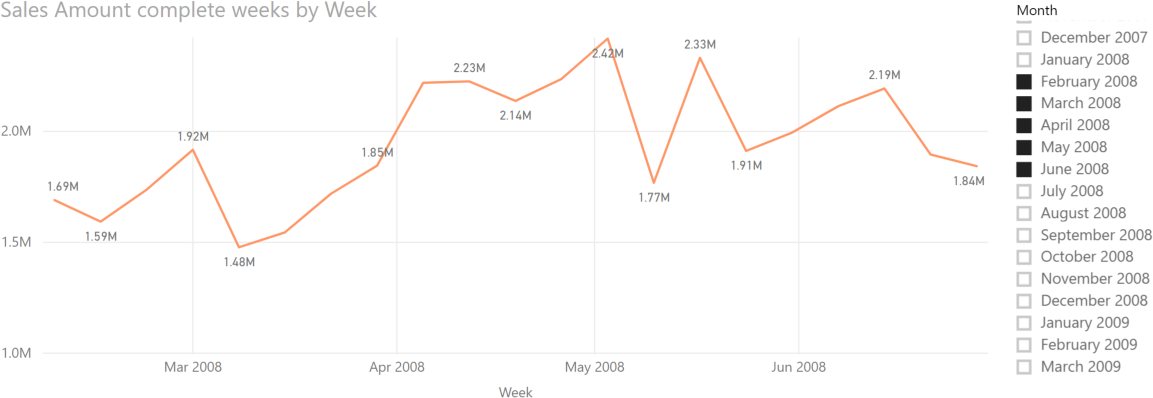 Sales Amount complete weeks by Week
2.0M
1.5M
1.0M
1.69M
1.59M
1.92M
1.48M
1.85M
2.23M
2.14M
2.42M
1.77M
2.33M
1.91M
2.19M
1.84M
Mar 2008
Apr 2008
May 2008
Jun 2008
Week
Month
December 2007
January 2008
February 2008
March 2008
April 2008
May 2008
June 2008
July 2008
August 2008
September 2008
October 2008
November 2008
December 2008
January 2009
February 2009
March 2009